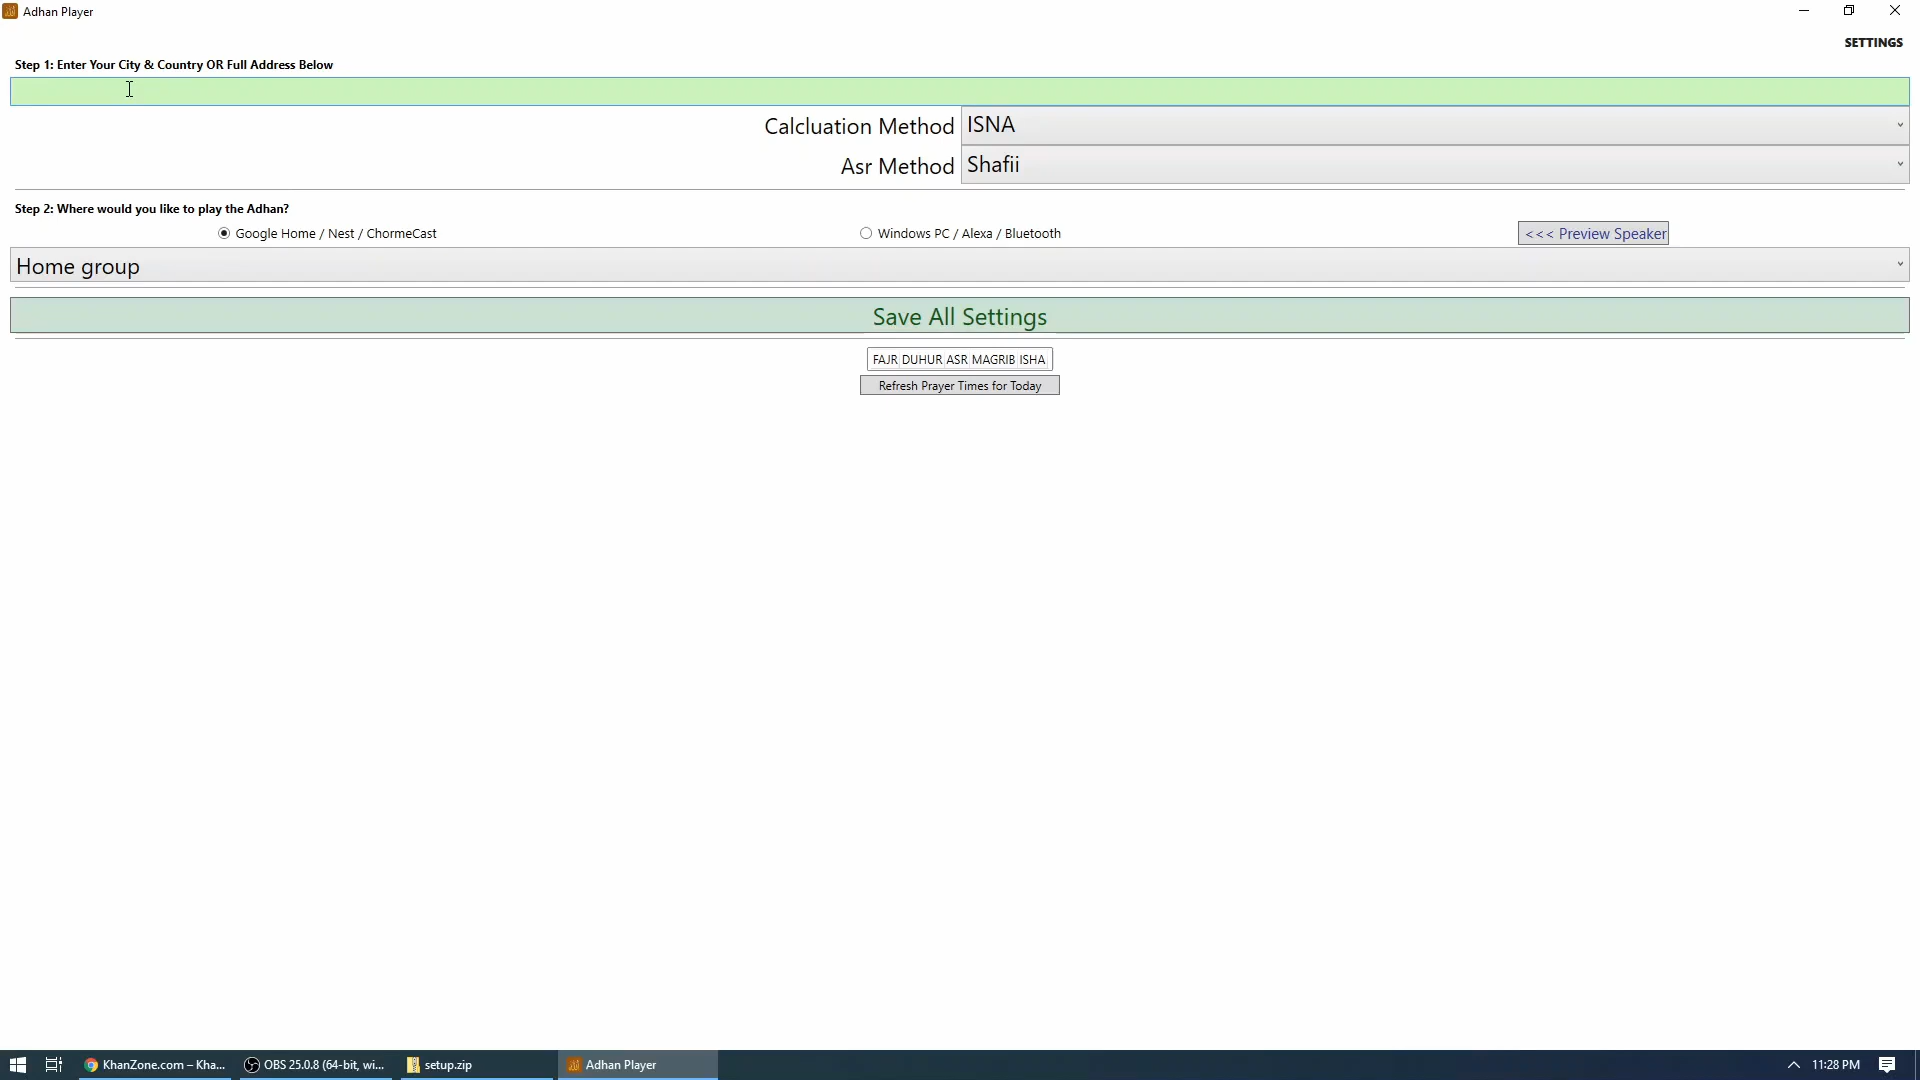 Adhan Player
SETTINGS
Step 1: Enter Your City & Country OR Full Address Below
Calcluation Method ISNA
Asr Method Shafii
Step 2: Where would you like to play the Adhan?
Google Home / Nest / ChormeCast Windows PC / Alexa / Bluetooth <<< Preview Speaker
Home group
Save All Settings
FAJR DUHUR ASR MAGRIB ISHA
Refresh Prayer Times for Today
KhanZone.com – Kha... OBS 25.0.8 (64-bit, wi... setup.zip Adhan Player 11:28 PM